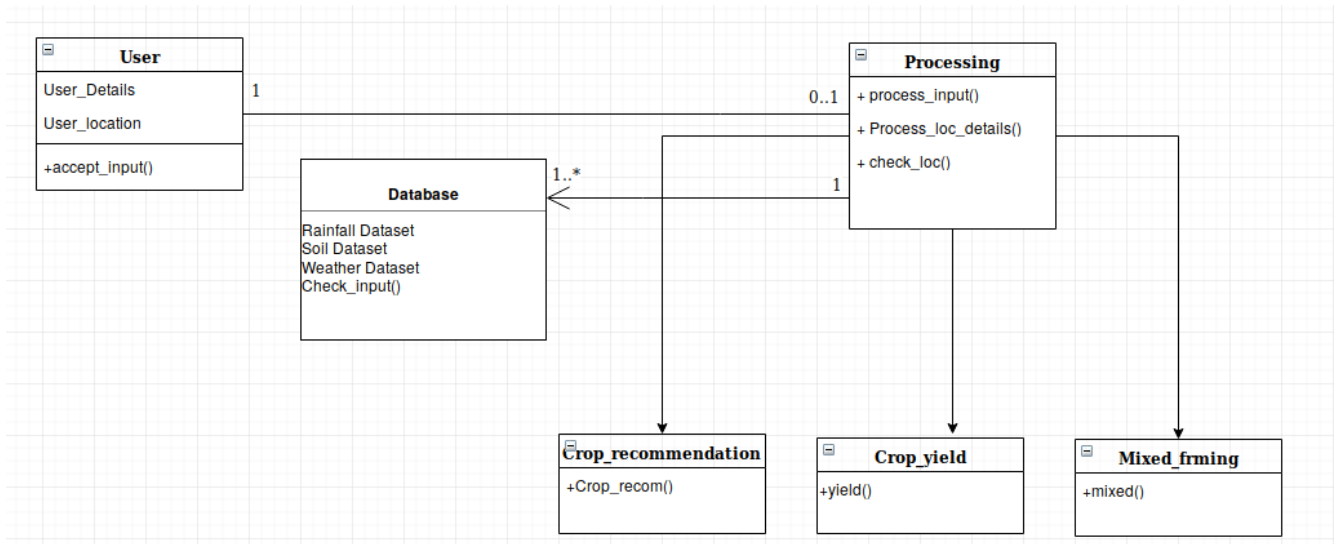 User
User_Details
User_location
+accept_input()
1
0..1
Processing
+ process_input()
+ Process_loc_details()
+ check_loc()
1..*
1
Database
Rainfall Dataset
Soil Dataset
Weather Dataset
Check_input()
Crop_recommendation
+Crop_recom()
Crop_yield
+yield()
Mixed_frming
+mixed()